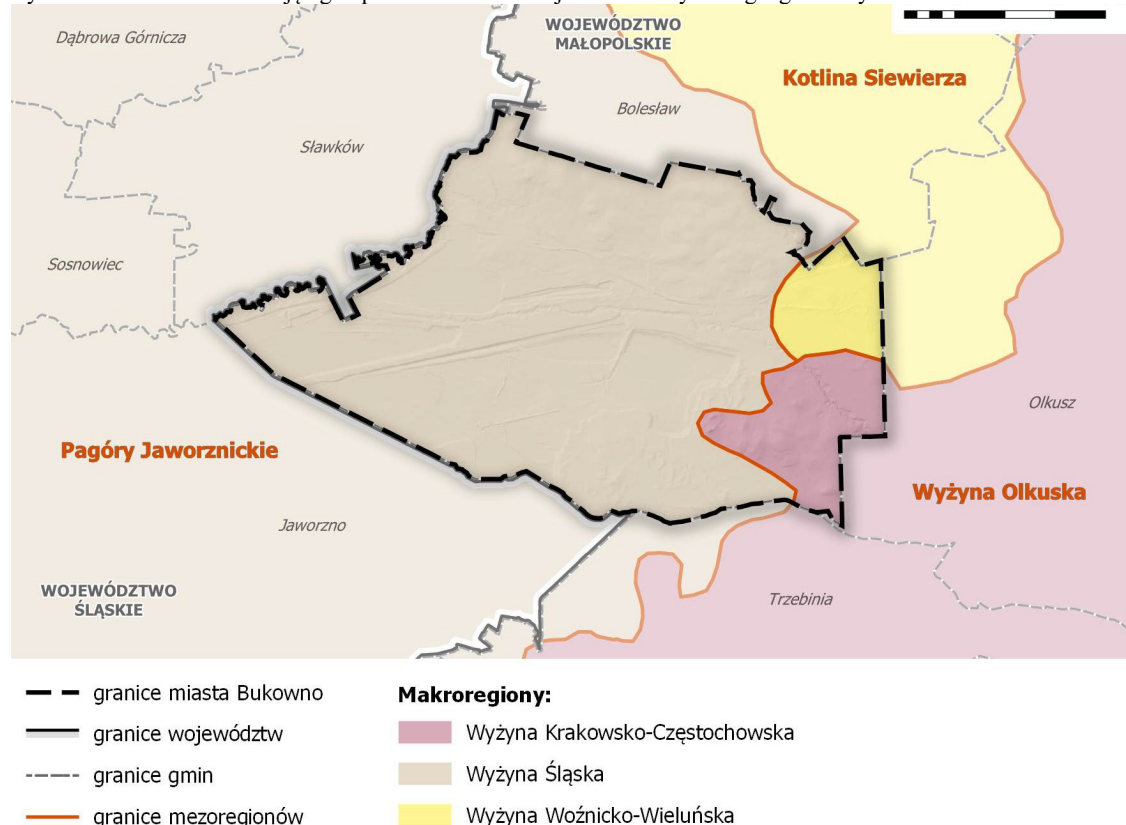 WOJEWÓDZTWO
MAŁOPOLSKIE
Dąbrowa Górnicza
Kotlina Siewierza
Bolesław
Sławków
Sosnowiec
Olkusz
Pagóry Jaworznickie
Wyżyna Olkuska
Jaworzno
WOJEWÓDZTWO
ŚLĄSKIE
Trzebinia
granice miasta Bukowno
granice województw
granice gmin
granice mezoregionów
Makroregiony:
Wyżyna Krakowsko-Częstochowska
Wyżyna Śląska
Wyżyna Woźnicko-Wieluńska